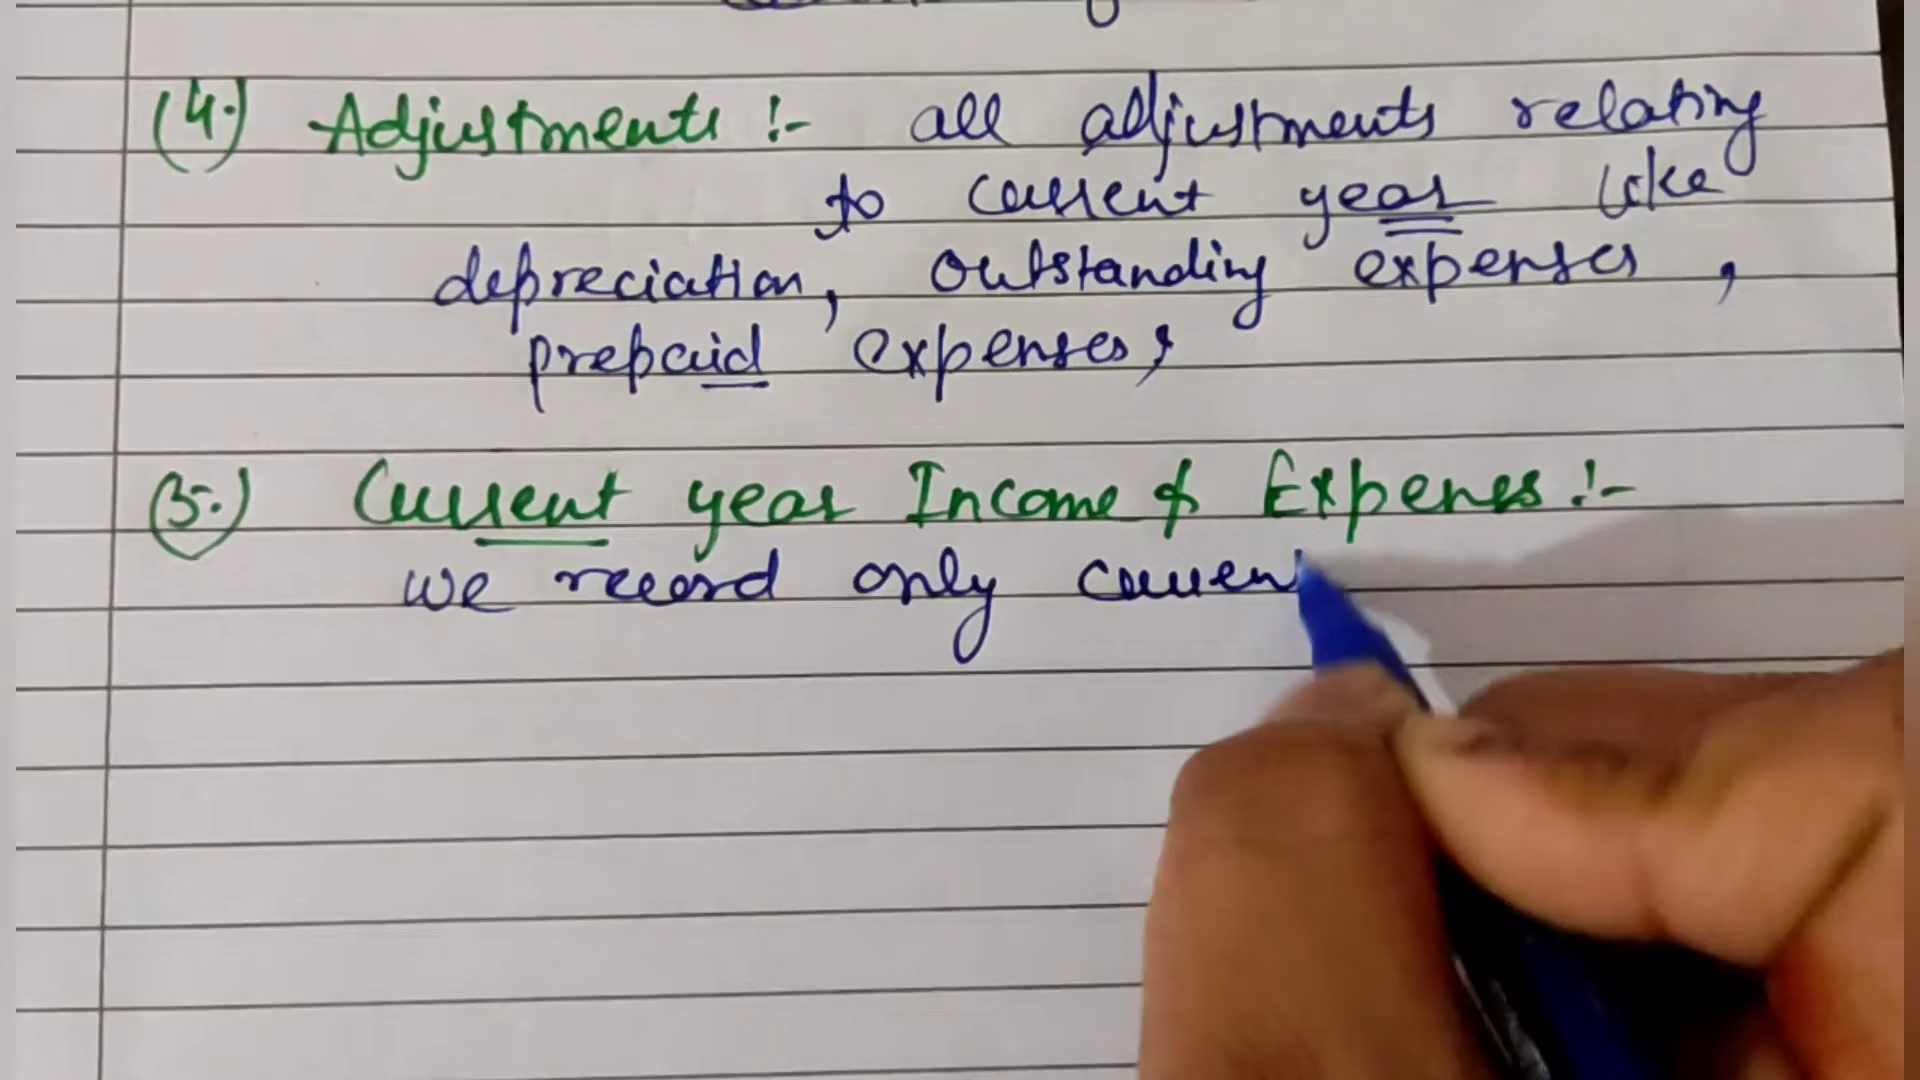 (4.) Adjustments :- all adjustments relating
to current year like
depreciation, outstanding expenses,
prepaid expenses,
(5.) Current year Income & Expenses :-
we record only curren